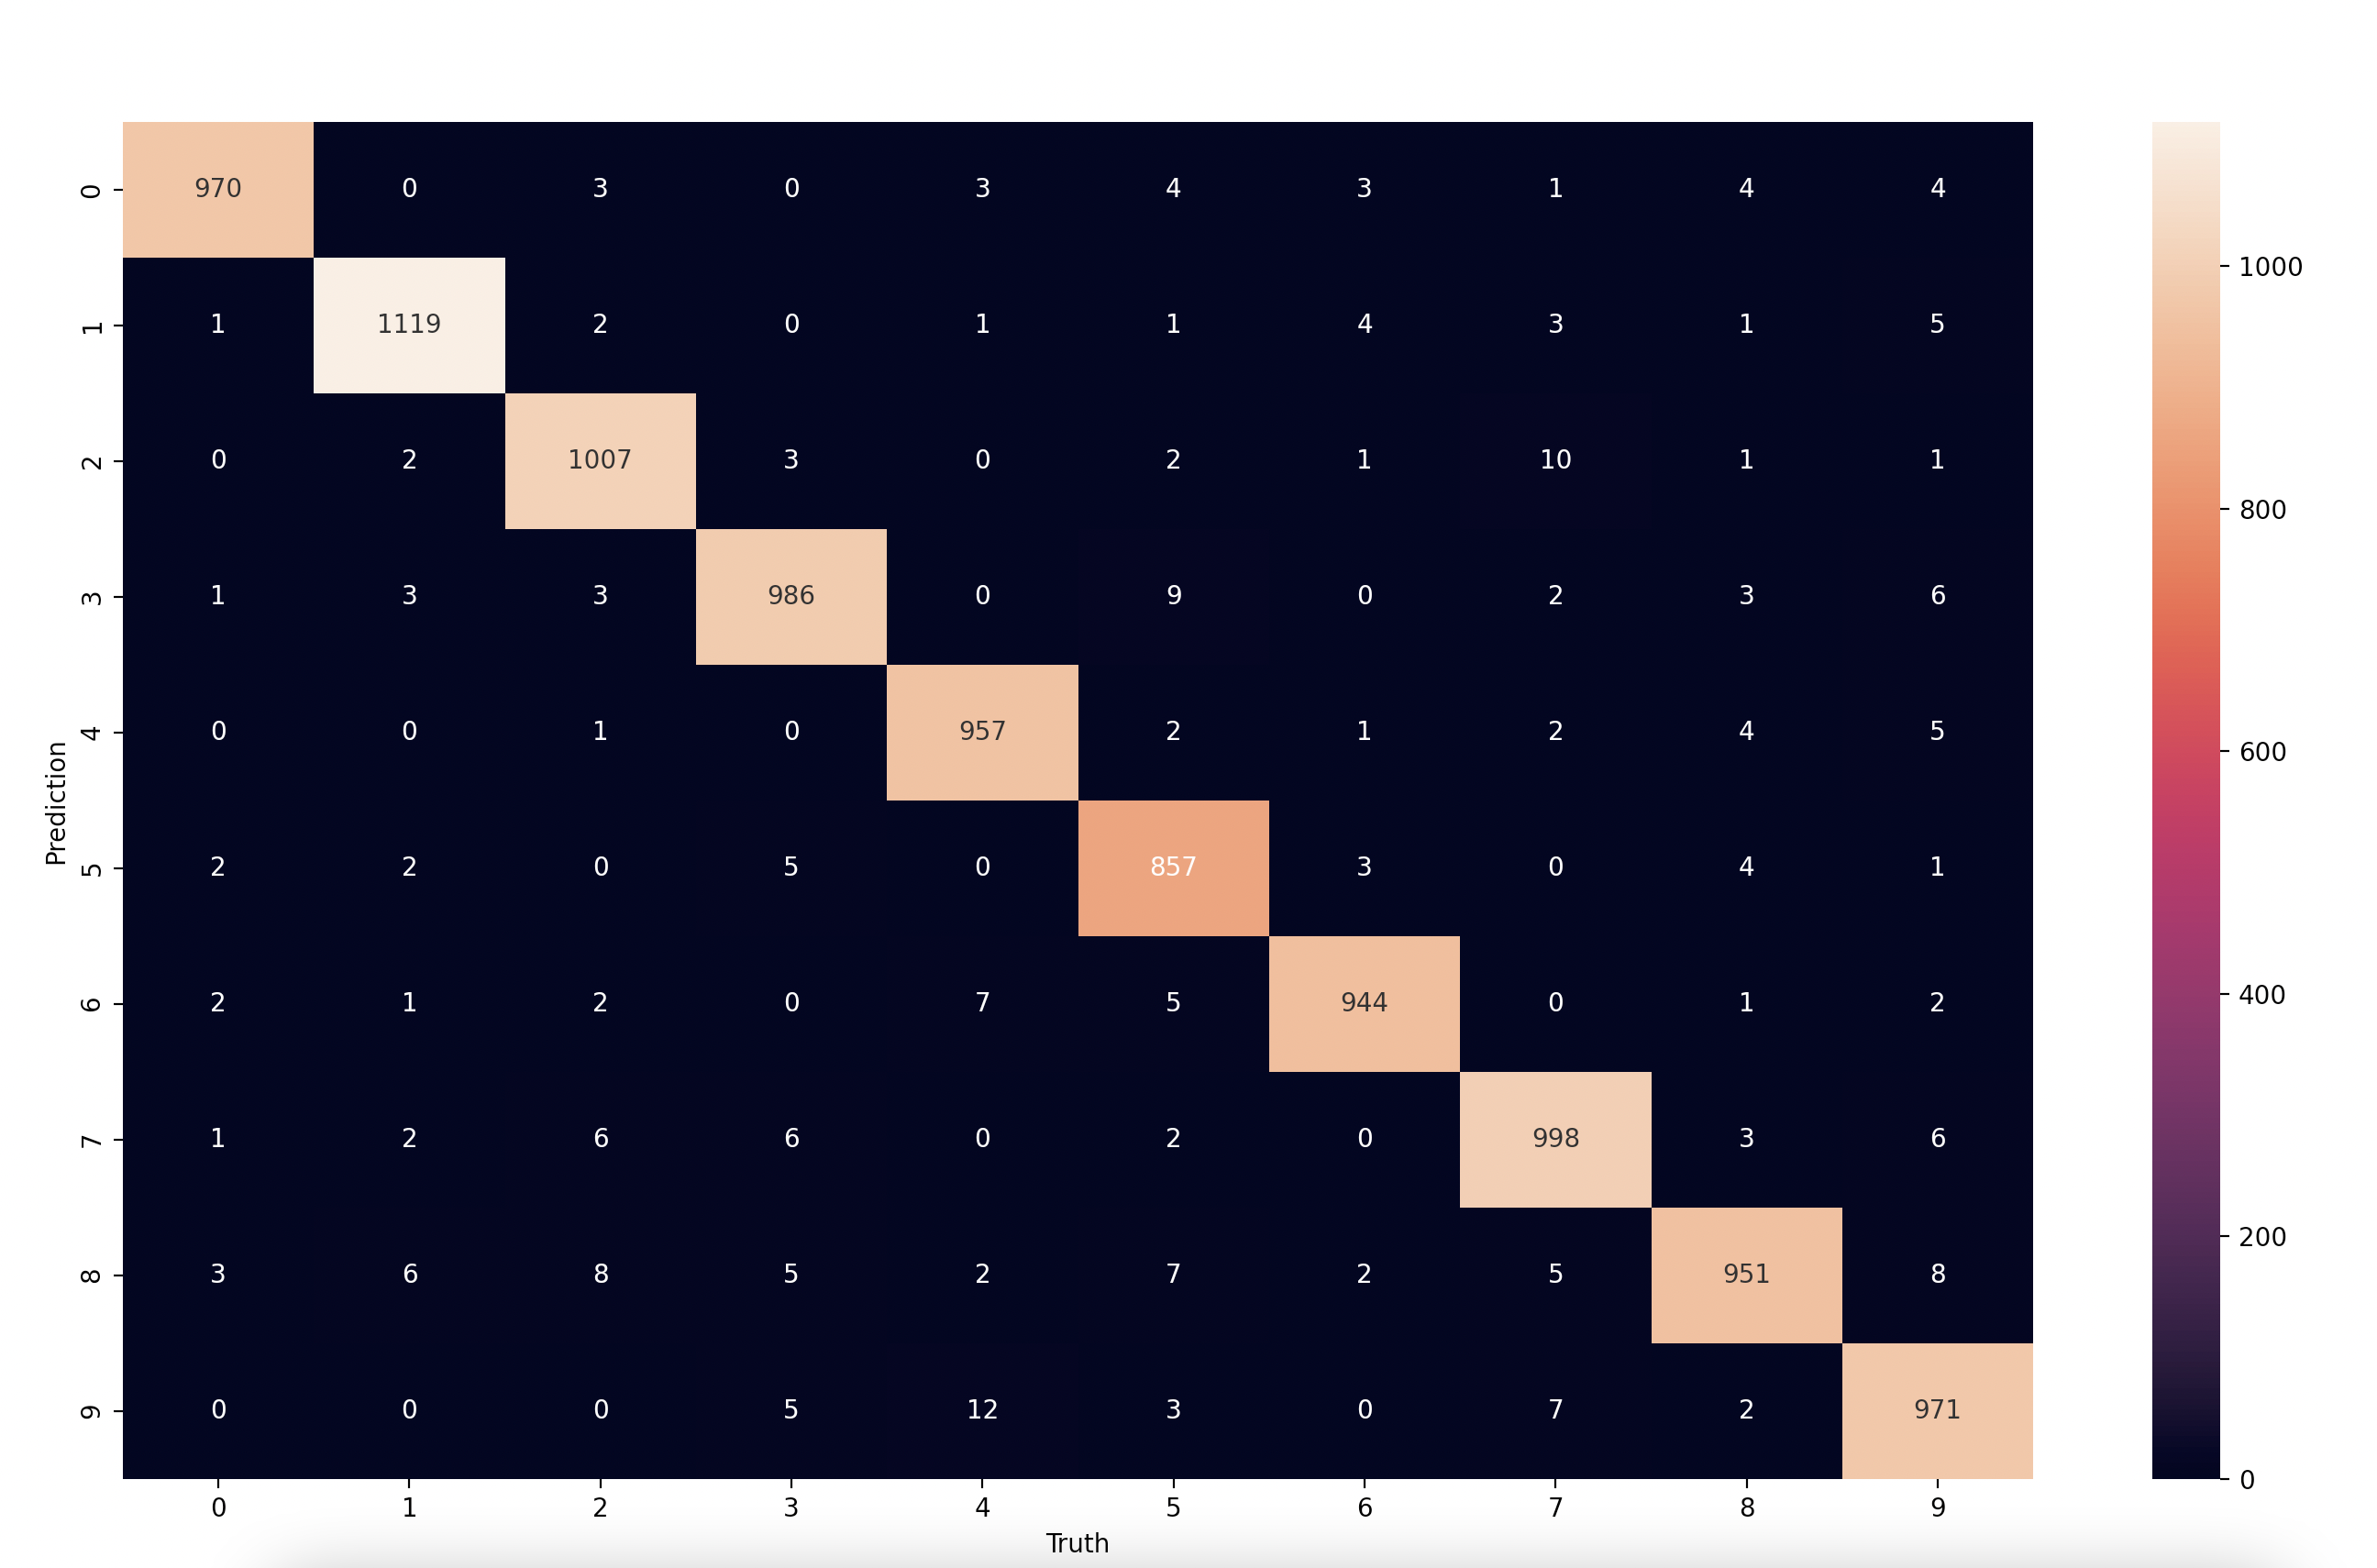 0 970 0 3 0 3 4 3 1 4 4
1 1 1119 2 0 1 1 4 3 1 5
2 0 2 1007 3 0 2 1 10 1 1
3 1 3 3 986 0 9 0 2 3 6
4 0 0 1 0 957 2 1 2 4 5
5 2 2 0 5 0 857 3 0 4 1
6 2 1 2 0 7 5 944 0 1 2
7 1 2 6 6 0 2 0 998 3 6
8 3 6 8 5 2 7 2 5 951 8
9 0 0 0 5 12 3 0 7 2 971
0 1 2 3 4 5 6 7 8 9
Truth
Prediction
1000
800
600
400
200
0